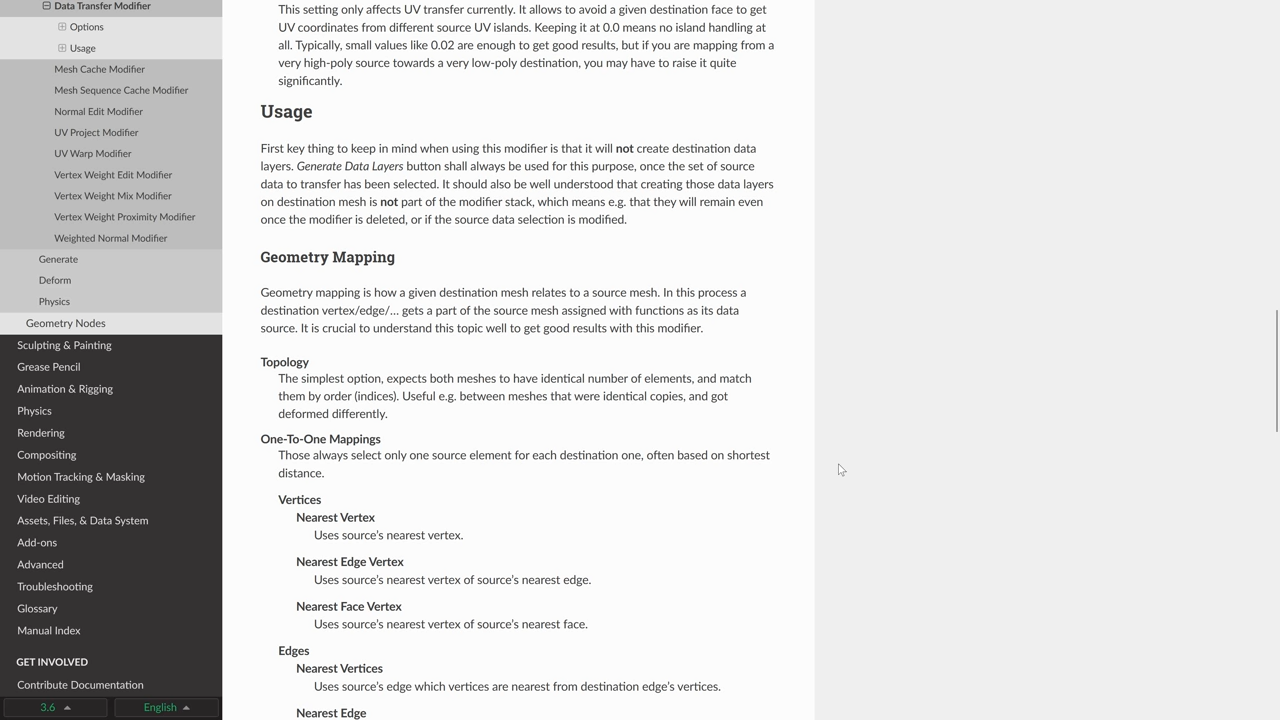 Data Transfer Modifier
Options
Usage
Mesh Cache Modifier
Mesh Sequence Cache Modifier
Normal Edit Modifier
UV Project Modifier
UV Warp Modifier
Vertex Weight Edit Modifier
Vertex Weight Mix Modifier
Vertex Weight Proximity Modifier
Weighted Normal Modifier
Generate
Deform
Physics
Geometry Nodes
Sculpting & Painting
Grease Pencil
Animation & Rigging
Physics
Rendering
Compositing
Motion Tracking & Masking
Video Editing
Assets, Files, & Data System
Add-ons
Advanced
Troubleshooting
Glossary
Manual Index
GET INVOLVED
Contribute Documentation
3.6
English
This setting only affects UV transfer currently. It allows to avoid a given destination face to get
UV coordinates from different source UV islands. Keeping it at 0.0 means no island handling at
all. Typically, small values like 0.02 are enough to get good results, but if you are mapping from a
very high-poly source towards a very low-poly destination, you may have to raise it quite
significantly.
Usage
First key thing to keep in mind when using this modifier is that it will not create destination data
layers. Generate Data Layers button shall always be used for this purpose, once the set of source
data to transfer has been selected. It should also be well understood that creating those data layers
on destination mesh is not part of the modifier stack, which means e.g. that they will remain even
once the modifier is deleted, or if the source data selection is modified.
Geometry Mapping
Geometry mapping is how a given destination mesh relates to a source mesh. In this process a
destination vertex/edge/… gets a part of the source mesh assigned with functions as its data
source. It is crucial to understand this topic well to get good results with this modifier.
Topology
The simplest option, expects both meshes to have identical number of elements, and match
them by order (indices). Useful e.g. between meshes that were identical copies, and got
deformed differently.
One-To-One Mappings
Those always select only one source element for each destination one, often based on shortest
distance.
Vertices
Nearest Vertex
Uses source’s nearest vertex.
Nearest Edge Vertex
Uses source’s nearest vertex of source’s nearest edge.
Nearest Face Vertex
Uses source’s nearest vertex of source’s nearest face.
Edges
Nearest Vertices
Uses source’s edge which vertices are nearest from destination edge’s vertices.
Nearest Edge